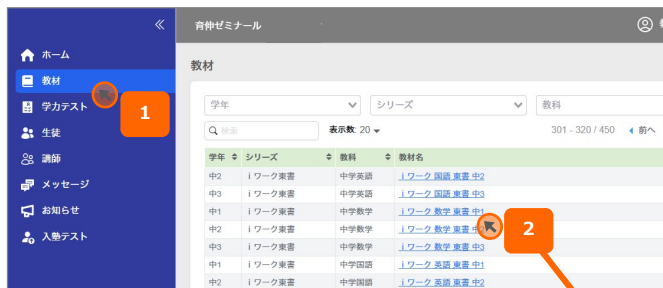 育伸ゼミナール
ホーム
教材
学力テスト
生徒
講師
メッセージ
お知らせ
入塾テスト
1
教材
学年 シリーズ 教科
検索 表示数: 20 301 - 320 / 450 前へ
学年 シリーズ 教科 教材名
中2 iワーク東書 中学英語 iワーク 国語 東書 中2
中3 iワーク東書 中学英語 iワーク 国語 東書 中3
中1 iワーク東書 中学数学 iワーク 数学 東書 中1
中2 iワーク東書 中学数学 iワーク 数学 東書
中3 iワーク東書 中学数学 iワーク 数学 東書 中3
中1 iワーク東書 中学国語 iワーク 英語 東書 中1
中2 iワーク東書 中学国語 iワーク 英語 東書 中2
2